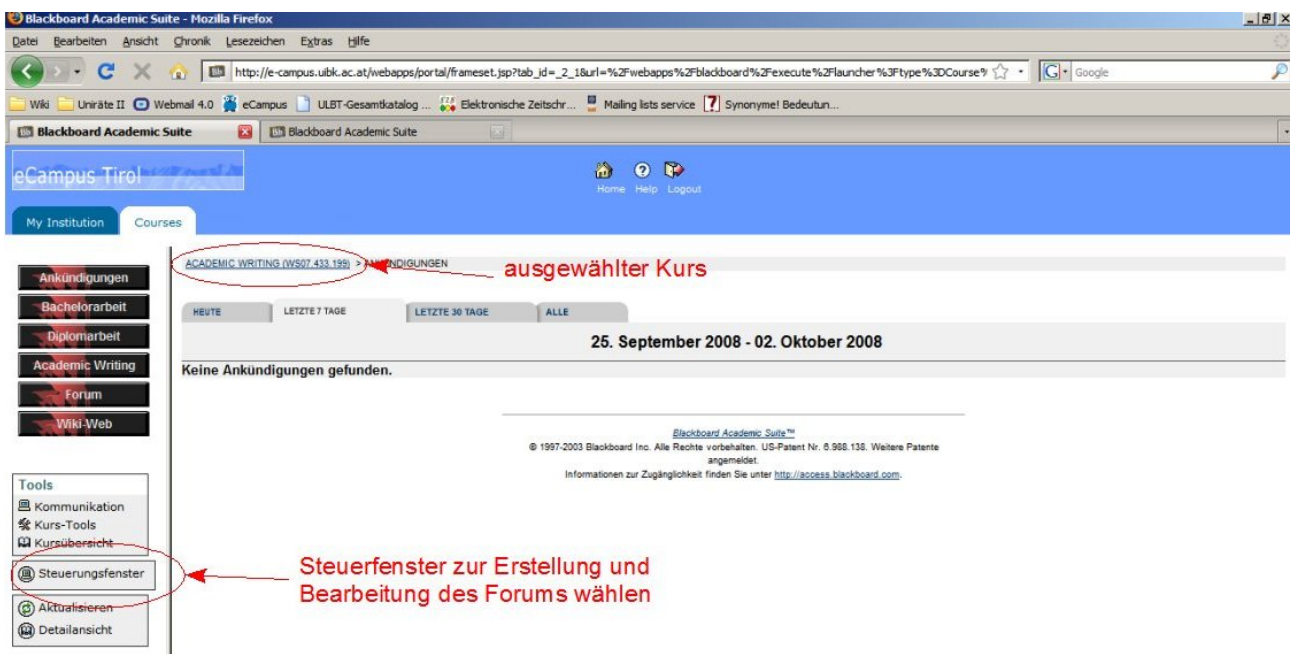 Blackboard Academic Suite - Mozilla Firefox
Datei Bearbeiten Ansicht Chronik Lesezeichen Extras Hilfe
http://e-campus.uibk.ac.at/webapps/portal/frameset.jsp?tab_id=_2_1&url=%2Fwebapps%2Fblackboard%2Fexecute%2Flauncher%3Ftype%3DCourse% Google
Wiki Uniräte II Webmail 4.0 eCampus ULBT-Gesamtkatalog ... Elektronische Zeitschr... Mailing lists service Synonyme! Bedeutun...
Blackboard Academic Suite Blackboard Academic Suite
eCampus Tirol
Home Help Logout
My Institution Courses
ACADEMIC WRITING (WS07.433.199) > ANKÜNDIGUNGEN
ausgewählter Kurs
Ankündigungen
Bachelorarbeit
Diplomarbeit
Academic Writing
Forum
Wiki-Web
HEUTE LETZTE 7 TAGE LETZTE 30 TAGE ALLE
25. September 2008 - 02. Oktober 2008
Keine Ankündigungen gefunden.
Blackboard Academic Suite™
© 1997-2003 Blackboard Inc. Alle Rechte vorbehalten. US-Patent Nr. 6.988.138. Weitere Patente
angemeldet.
Informationen zur Zugänglichkeit finden Sie unter http://access.blackboard.com.
Tools
Kommunikation
Kurs-Tools
Kursübersicht
Steuerungsfenster
Aktualisieren
Detailansicht
Steuerfenster zur Erstellung und
Bearbeitung des Forums wählen